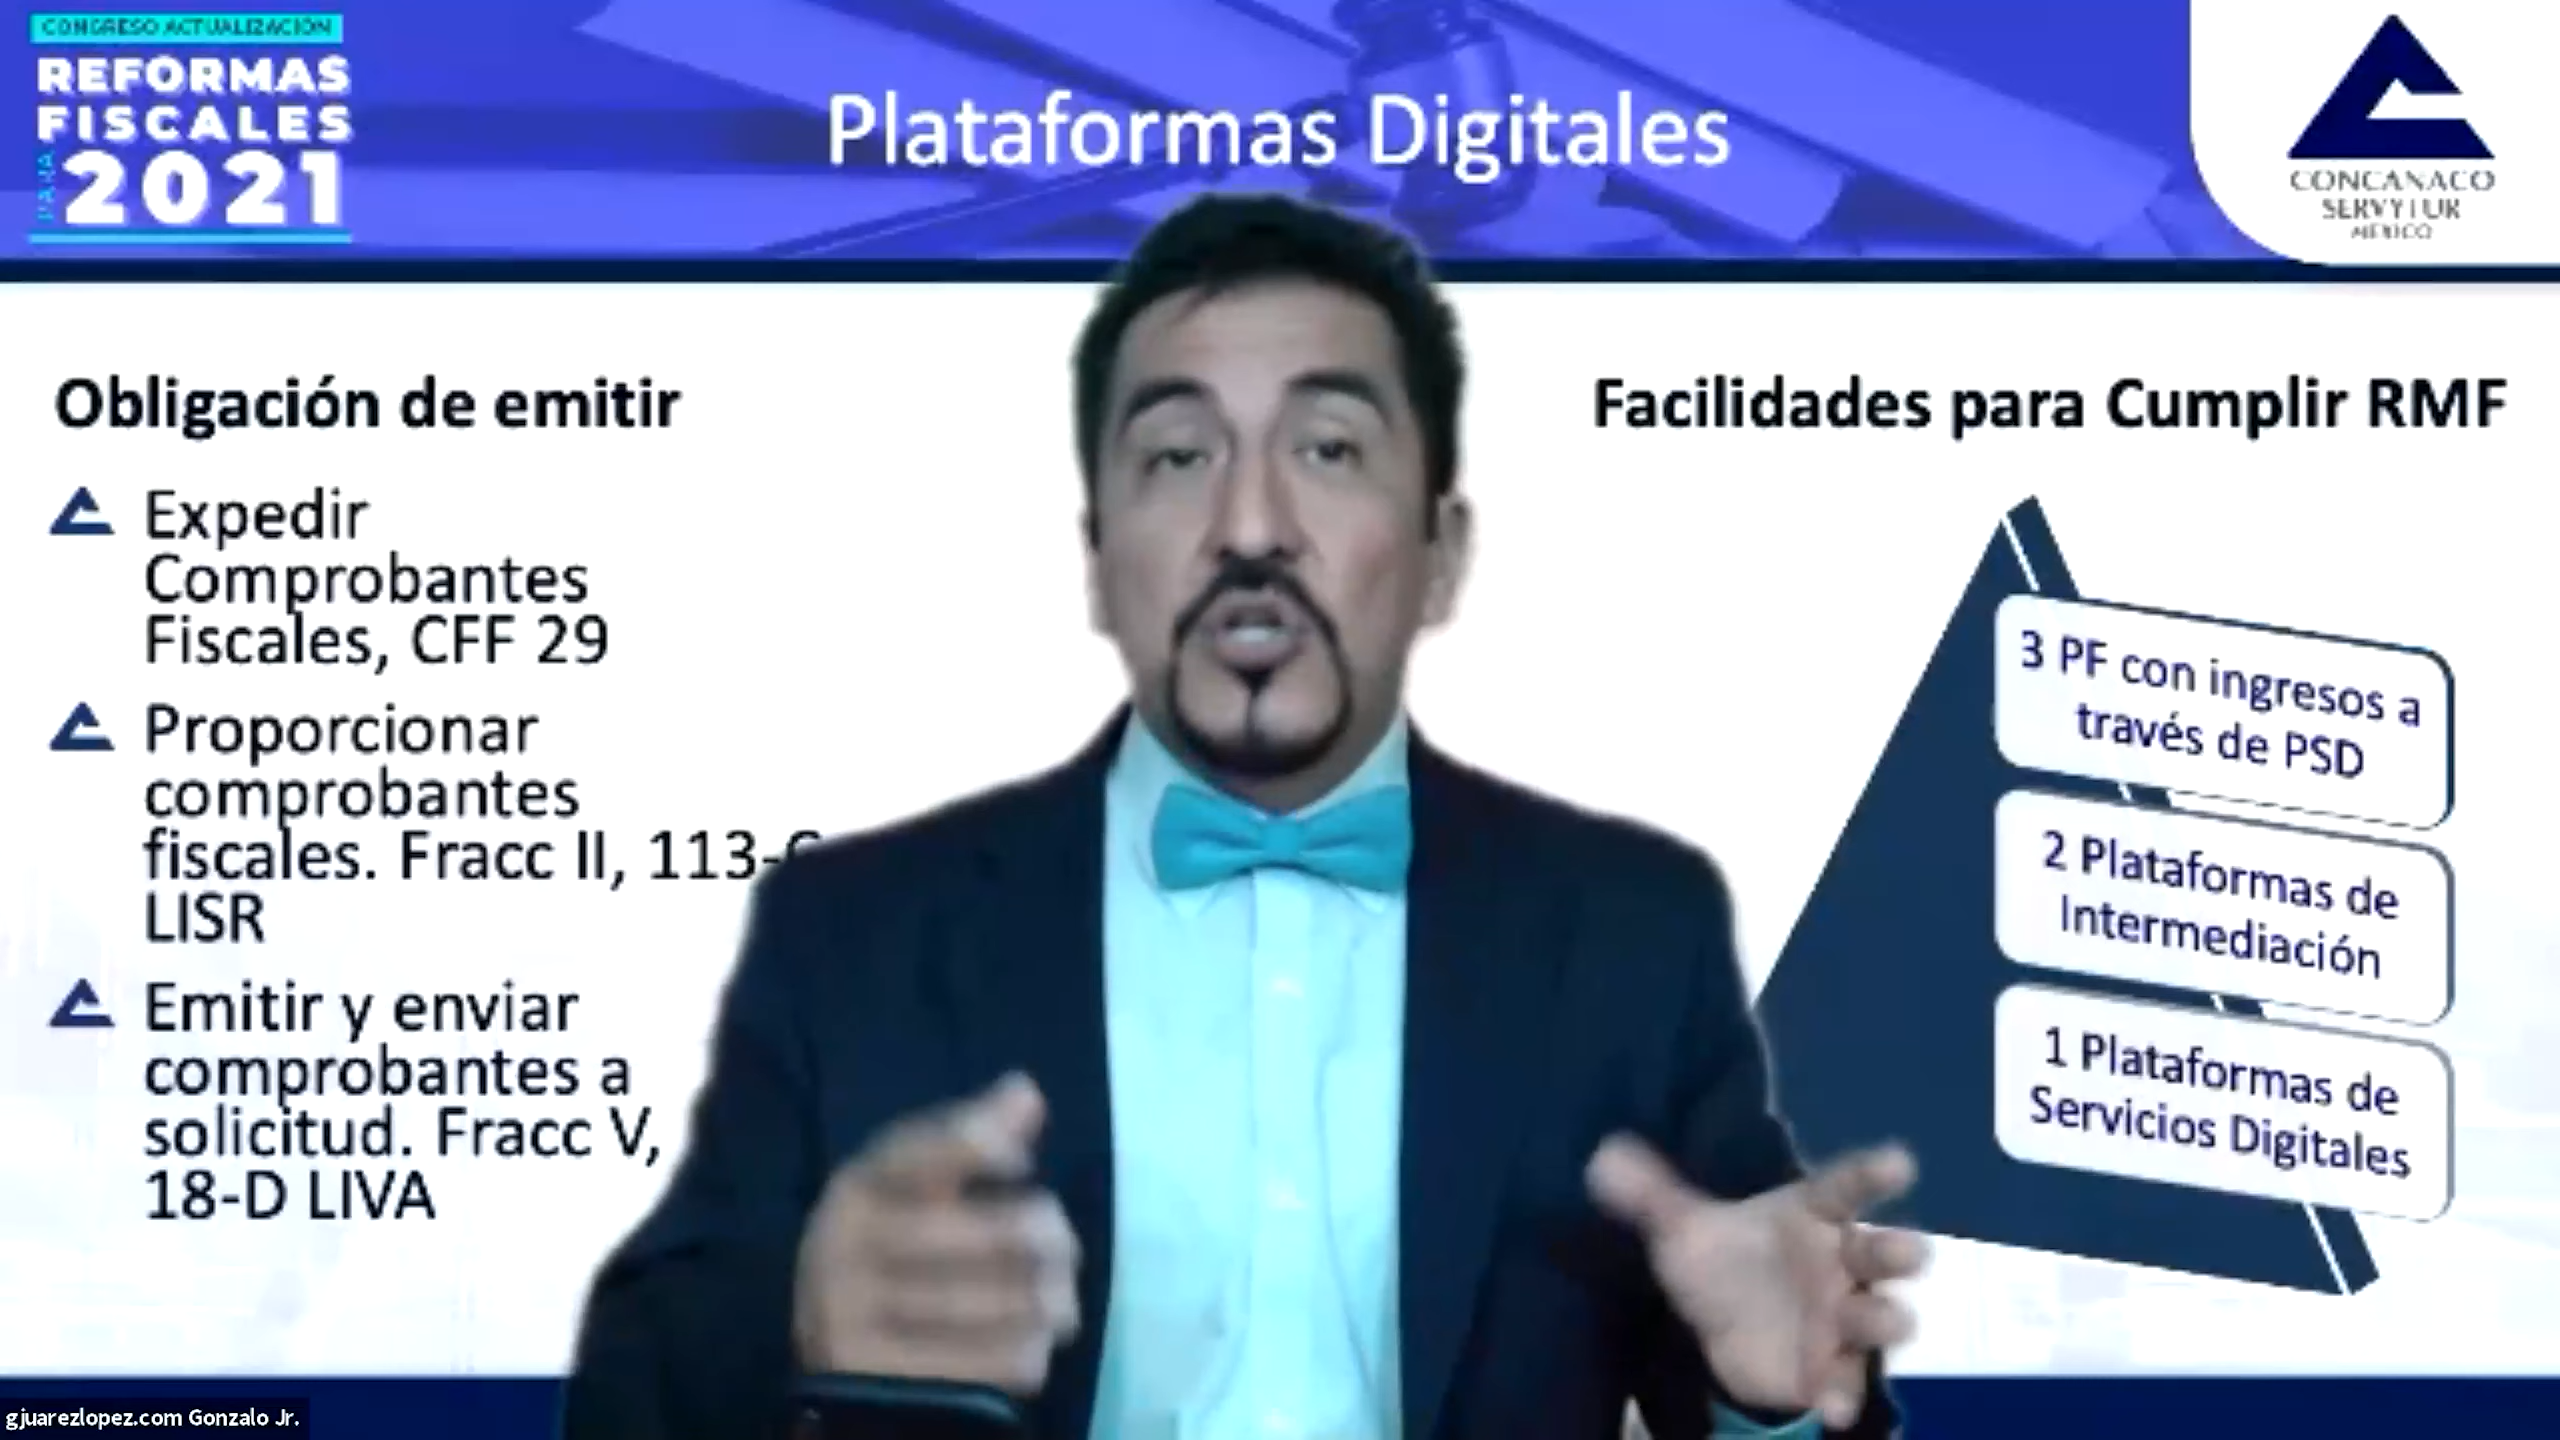 CONGRESO ACTUALIZACIÓN
REFORMAS
FISCALES
PARA
2021
Plataformas Digitales
CONCANACO
SERVYTUR
MÉXICO
Obligación de emitir
Expedir
Comprobantes
Fiscales, CFF 29
Proporcionar
comprobantes
fiscales. Fracc II,
LISR
Emitir y enviar
comprobantes a
solicitud. Fracc V,
18-D LIVA
Facilidades para Cumplir RMF
3 PF con ingresos a
través de PSD
2 Plataformas de
Intermediación
1 Plataformas de
Servicios Digitales
gjuarezlopez.com Gonzalo Jr.